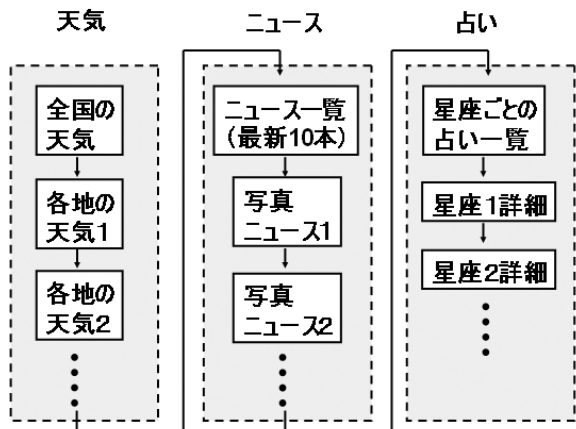 天気
ニュース
占い
全国の
天気
各地の
天気1
各地の
天気2
ニュース一覧
(最新10本)
写真
ニュース1
写真
ニュース2
星座ごとの
占い一覧
星座1詳細
星座2詳細